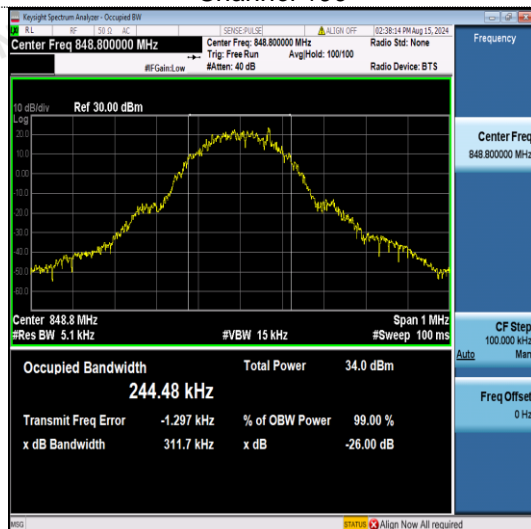 Keysight Spectrum Analyzer - Occupied BW
RL RF 50 Ω AC SENSE:PULSE ALIGN OFF 02:38:14 PM Aug 15, 2024
Center Freq 848.800000 MHz
Center Freq: 848.800000 MHz
Radio Std: None
Trig: Free Run Avg|Hold: 100/100
#IFGain:Low #Atten: 40 dB
Radio Device: BTS
10 dB/div Ref 30.00 dBm
Log
20.0
10.0
0.00
-10.0
-20.0
-30.0
-40.0
-50.0
-60.0
Center 848.8 MHz Span 1 MHz
#Res BW 5.1 kHz #VBW 15 kHz #Sweep 100 ms
Occupied Bandwidth Total Power 34.0 dBm
244.48 kHz
Transmit Freq Error -1.297 kHz % of OBW Power 99.00 %
x dB Bandwidth 311.7 kHz x dB -26.00 dB
Frequency
Center Freq
848.800000 MHz
CF Step
100.000 kHz
Auto Man
Freq Offset
0 Hz
MSG STATUS Align Now All required